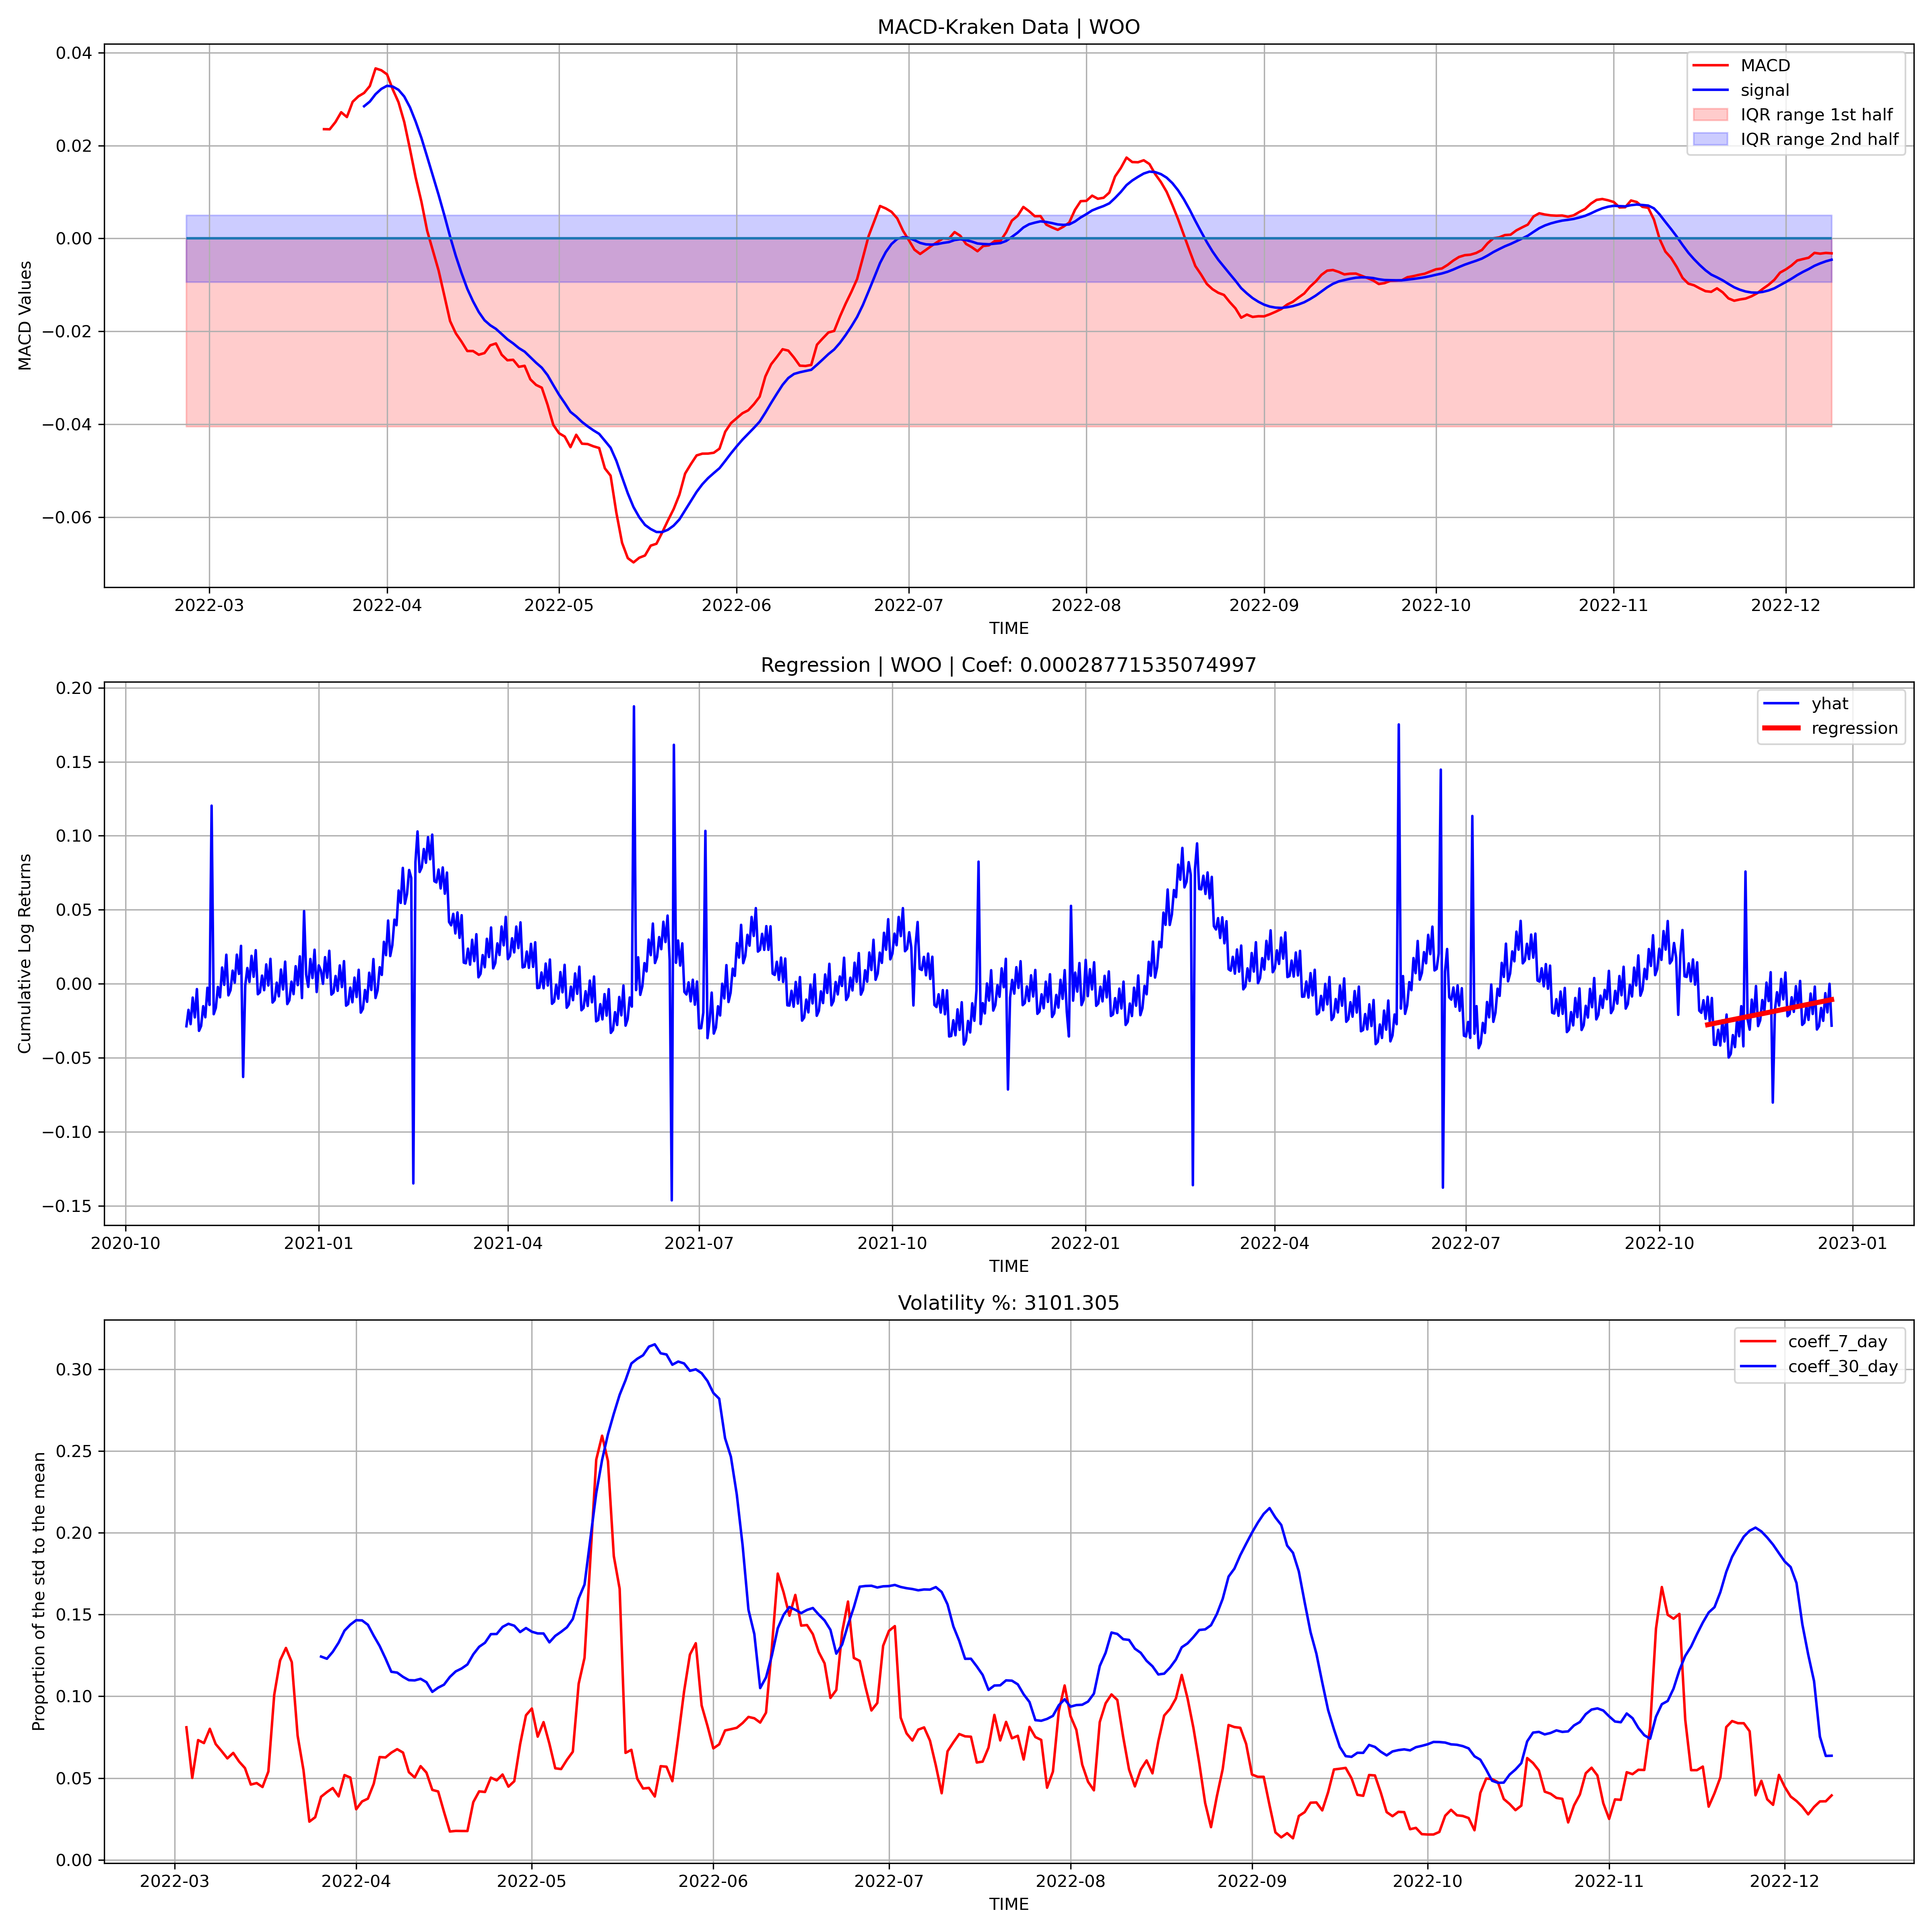 MACD-Kraken Data | WOO
MACD Values
0.04
0.02
0.00
−0.02
−0.04
−0.06
MACD
signal
IQR range 1st half
IQR range 2nd half
2022-03 2022-04 2022-05 2022-06 2022-07 2022-08 2022-09 2022-10 2022-11 2022-12
TIME
Regression | WOO | Coef: 0.00028771535074997
Cumulative Log Returns
0.20
0.15
0.10
0.05
0.00
−0.05
−0.10
−0.15
yhat
regression
2020-10 2021-01 2021-04 2021-07 2021-10 2022-01 2022-04 2022-07 2022-10 2023-01
TIME
Volatility %: 3101.305
Proportion of the std to the mean
0.30
0.25
0.20
0.15
0.10
0.05
0.00
coeff_7_day
coeff_30_day
2022-03 2022-04 2022-05 2022-06 2022-07 2022-08 2022-09 2022-10 2022-11 2022-12
TIME